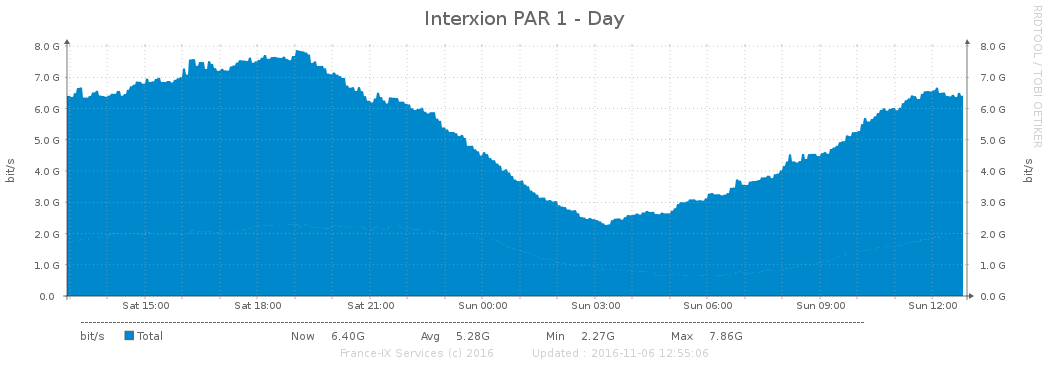 Interxion PAR 1 - Day
RRDTOOL / TOBI OETIKER
8.0 G 8.0 G
7.0 G 7.0 G
6.0 G 6.0 G
5.0 G 5.0 G
4.0 G 4.0 G
3.0 G 3.0 G
2.0 G 2.0 G
1.0 G 1.0 G
0.0 0.0 G
bit/s bit/s
Sat 15:00 Sat 18:00 Sat 21:00 Sun 00:00 Sun 03:00 Sun 06:00 Sun 09:00 Sun 12:00
bit/s Total Now 6.40G Avg 5.28G Min 2.27G Max 7.86G
France-IX Services (c) 2016 Updated : 2016-11-06 12:55:06